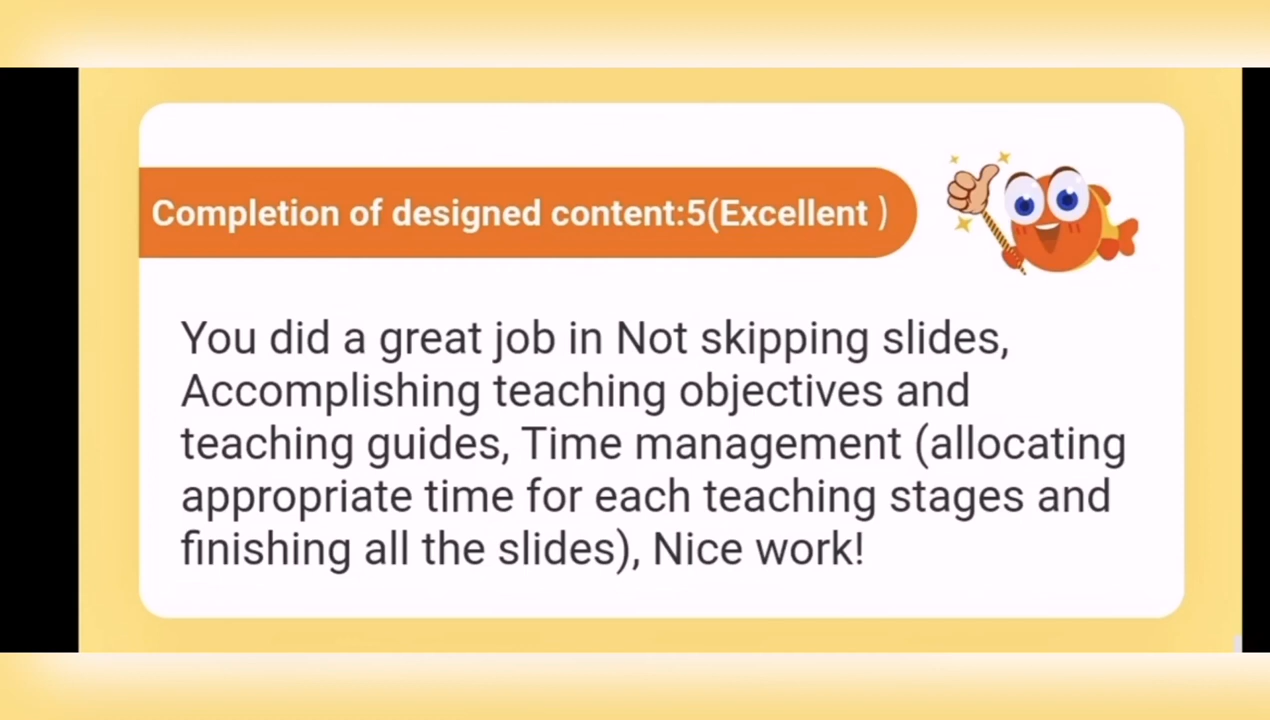 Completion of designed content:5(Excellent )
You did a great job in Not skipping slides,
Accomplishing teaching objectives and
teaching guides, Time management (allocating
appropriate time for each teaching stages and
finishing all the slides), Nice work!